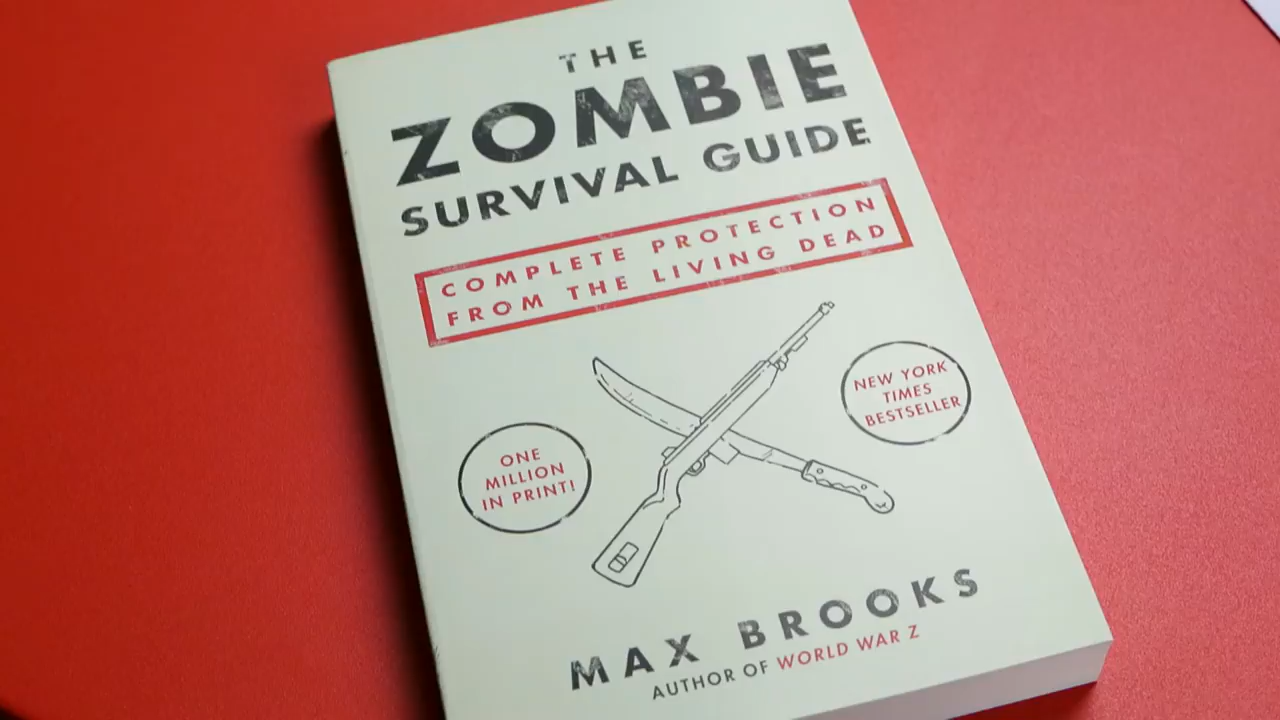 THE
ZOMBIE
SURVIVAL GUIDE
COMPLETE PROTECTION
FROM THE LIVING DEAD
NEW YORK
TIMES
BESTSELLER
ONE
MILLION
IN PRINT!
MAX BROOKS
AUTHOR OF WORLD WAR Z